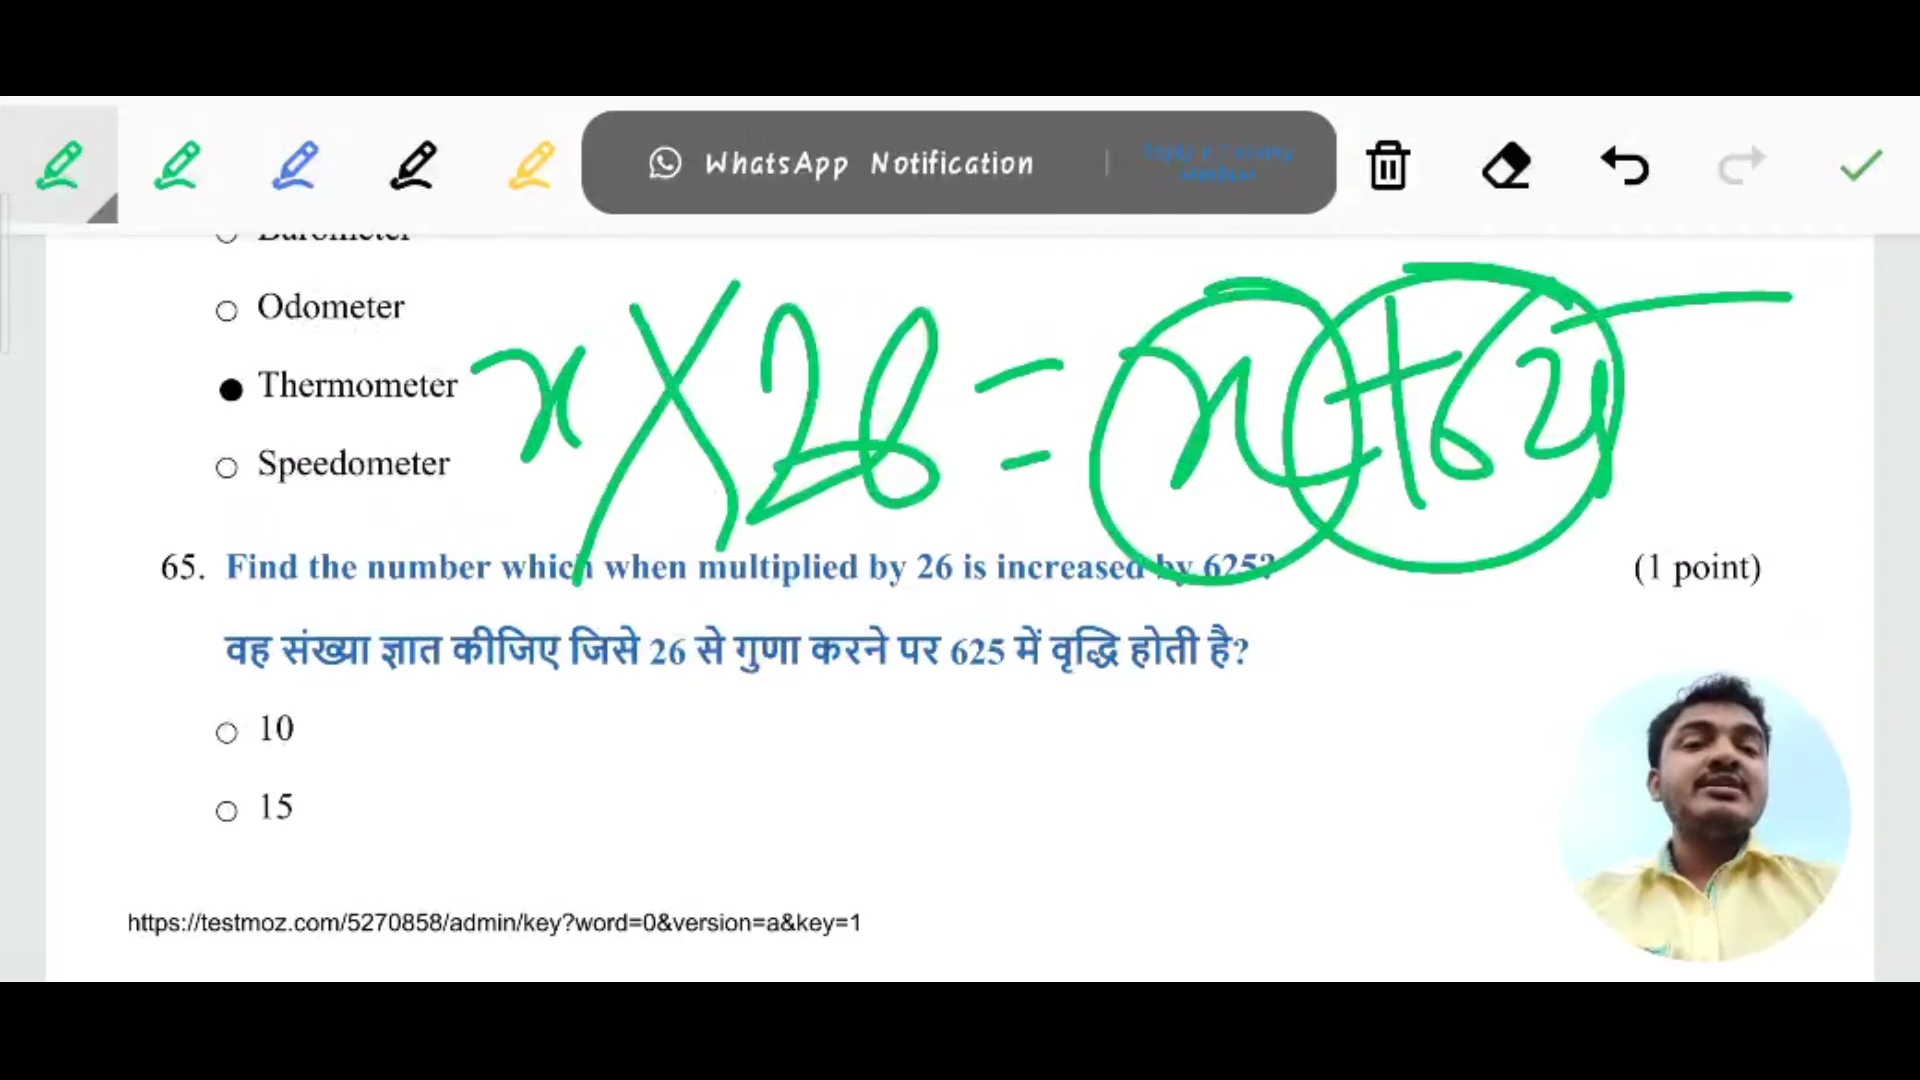 WhatsApp Notification
Odometer
Thermometer
Speedometer
x × 26 = x + 625
65. Find the number which when multiplied by 26 is increased by 625? (1 point)
वह संख्या ज्ञात कीजिए जिसे 26 से गुणा करने पर 625 में वृद्धि होती है?
10
15
https://testmoz.com/5270858/admin/key?word=0&version=a&key=1